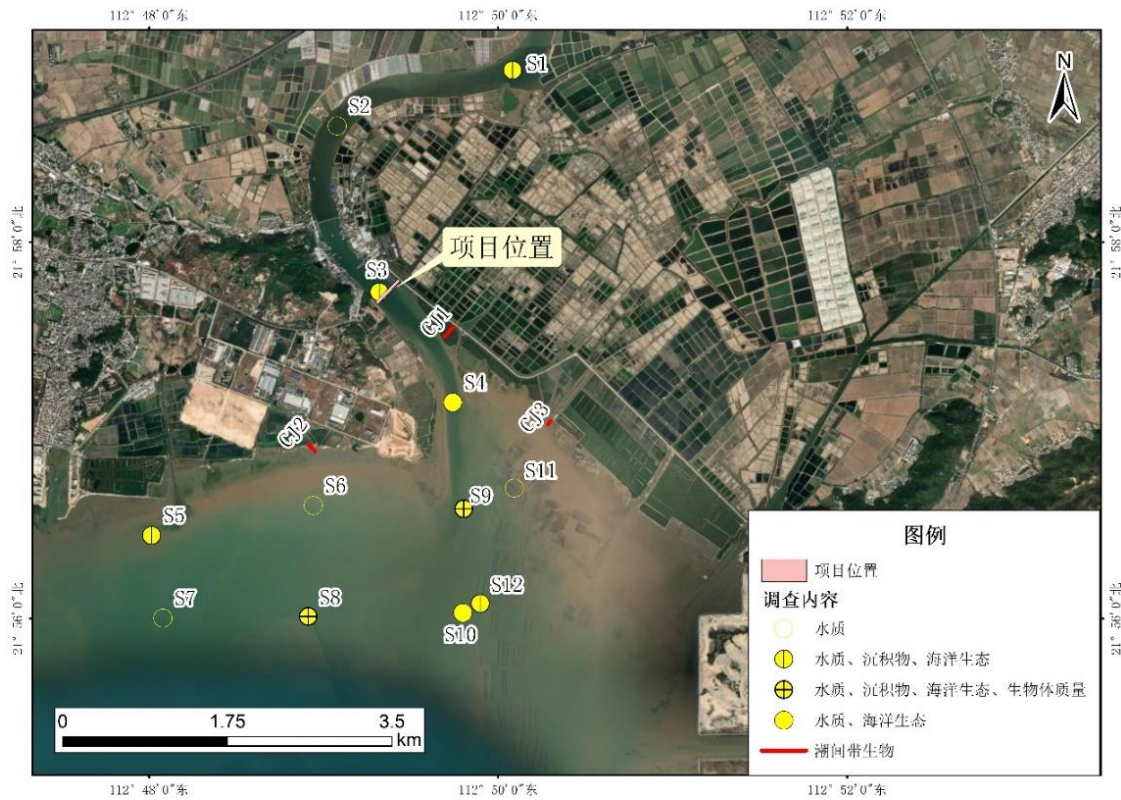 112° 48′ 0″东
112° 50′ 0″东
112° 52′ 0″东
N
S1
S2
21° 58′ 0″北
21° 58′ 0″北
项目位置
S3
CJ1
S4
CJ3
CJ2
S11
S6
S9
S5
S12
S7
S8
S10
21° 56′ 0″北
21° 56′ 0″北
图例
项目位置
调查内容
水质
水质、沉积物、海洋生态
水质、沉积物、海洋生态、生物体质量
水质、海洋生态
潮间带生物
0 1.75 3.5
km
112° 48′ 0″东
112° 50′ 0″东
112° 52′ 0″东